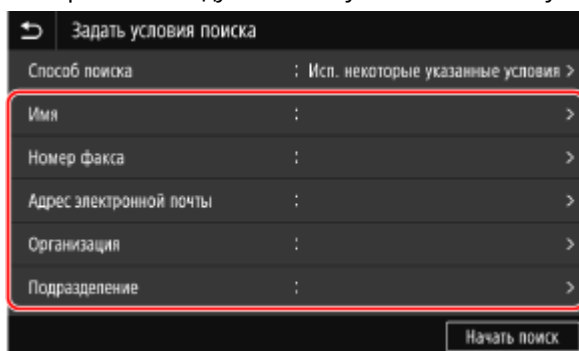 Задать условия поиска
Способ поиска : Исп. некоторые указанные условия >
Имя : >
Номер факса : >
Адрес электронной почты : >
Организация : >
Подразделение : >
Начать поиск